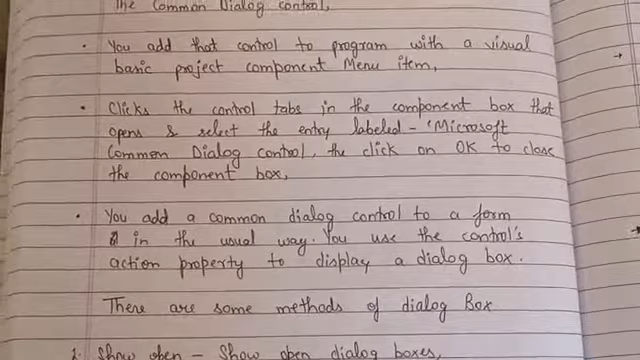 The Common Dialog control,
• You add that control to program with a visual
basic project component Menu item,
• Clicks the control tabs in the component box that
opens & select the entry labeled - 'Microsoft
Common Dialog control, the click on OK to close
the component box,
• You add a common dialog control to a form
in the usual way. You use the control's
action property to display a dialog box.
There are some methods of dialog Box
1. Show open - Show open dialog boxes,